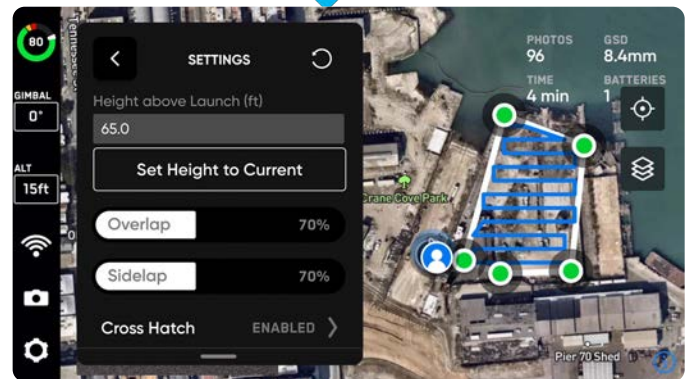 80
GIMBAL
0°
ALT
15ft
SETTINGS
Height above Launch (ft)
65.0
Set Height to Current
Overlap 70%
Sidelap 70%
Cross Hatch ENABLED
PHOTOS
96
GSD
8.4mm
TIME
4 min
BATTERIES
1
Tennessee St
Crane Cove Park
Pier 70 Shed